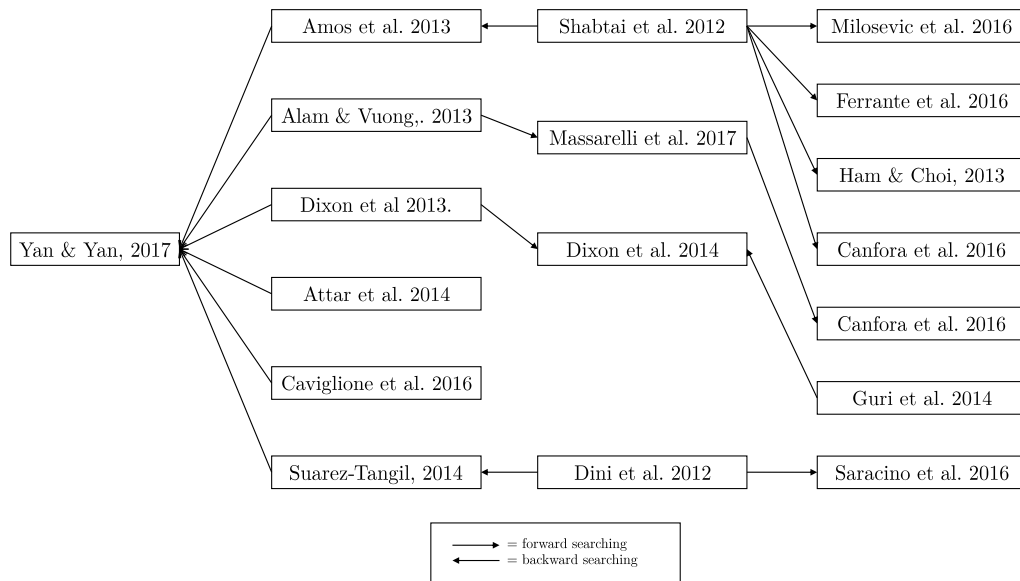 Amos et al. 2013
Shabtai et al. 2012
Milosevic et al. 2016
Ferrante et al. 2016
Alam & Vuong,. 2013
Massarelli et al. 2017
Ham & Choi, 2013
Dixon et al 2013.
Yan & Yan, 2017
Dixon et al. 2014
Canfora et al. 2016
Attar et al. 2014
Canfora et al. 2016
Caviglione et al. 2016
Guri et al. 2014
Suarez-Tangil, 2014
Dini et al. 2012
Saracino et al. 2016
= forward searching
= backward searching